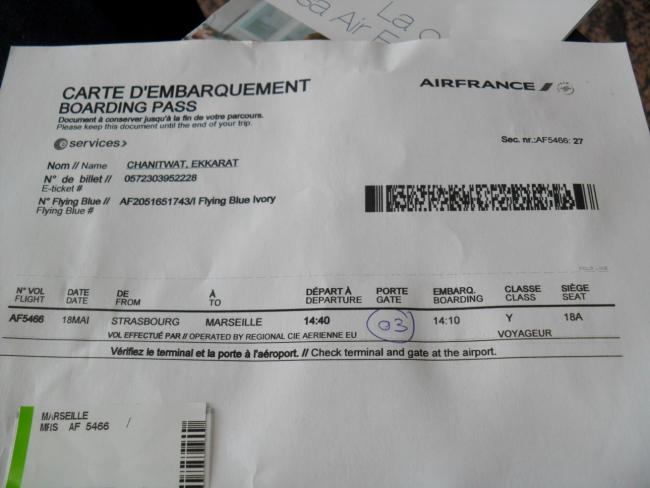 La
sa Air F
CARTE D'EMBARQUEMENT
BOARDING PASS
AIRFRANCE
Document à conserver jusqu'à la fin de votre parcours.
Please keep this document until the end of your trip.
e services>
Sec. nr.:AF5466: 27
Nom // Name CHANITWAT, EKKARAT
N° de billet // 0572303952228
E-ticket #
N° Flying Blue // AF2051651743/I Flying Blue Ivory
Flying Blue #
N° VOL DATE DE À DÉPART À PORTE EMBARQ. CLASSE SIÈGE
FLIGHT DATE FROM TO DEPARTURE GATE BOARDING CLASS SEAT
AF5466 18MAI STRASBOURG MARSEILLE 14:40 03 14:10 Y 18A
VOL EFFECTUÉ PAR // OPERATED BY REGIONAL CIE AERIENNE EU VOYAGEUR
Vérifiez le terminal et la porte à l'aéroport. // Check terminal and gate at the airport.
MARSEILLE
MRS AF 5466 /